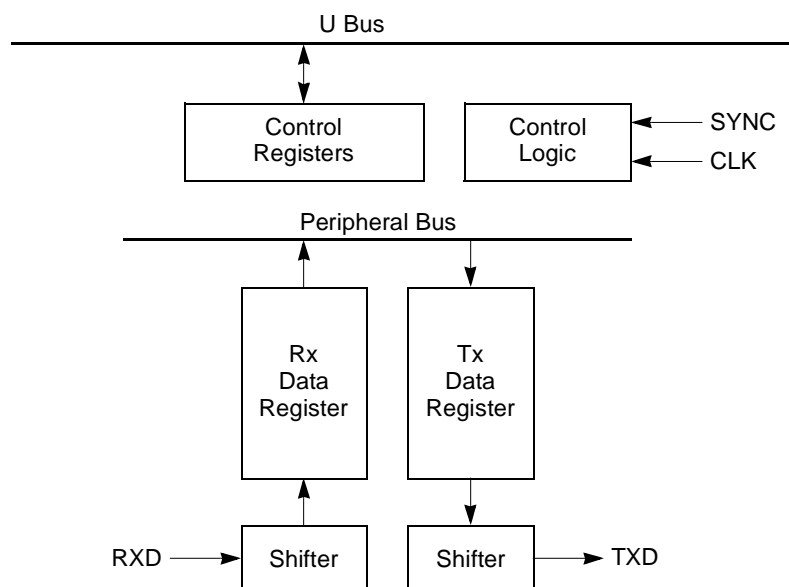 U Bus
Control
Registers
Control
Logic
SYNC
CLK
Peripheral Bus
Rx
Data
Register
Tx
Data
Register
RXD
Shifter
Shifter
TXD